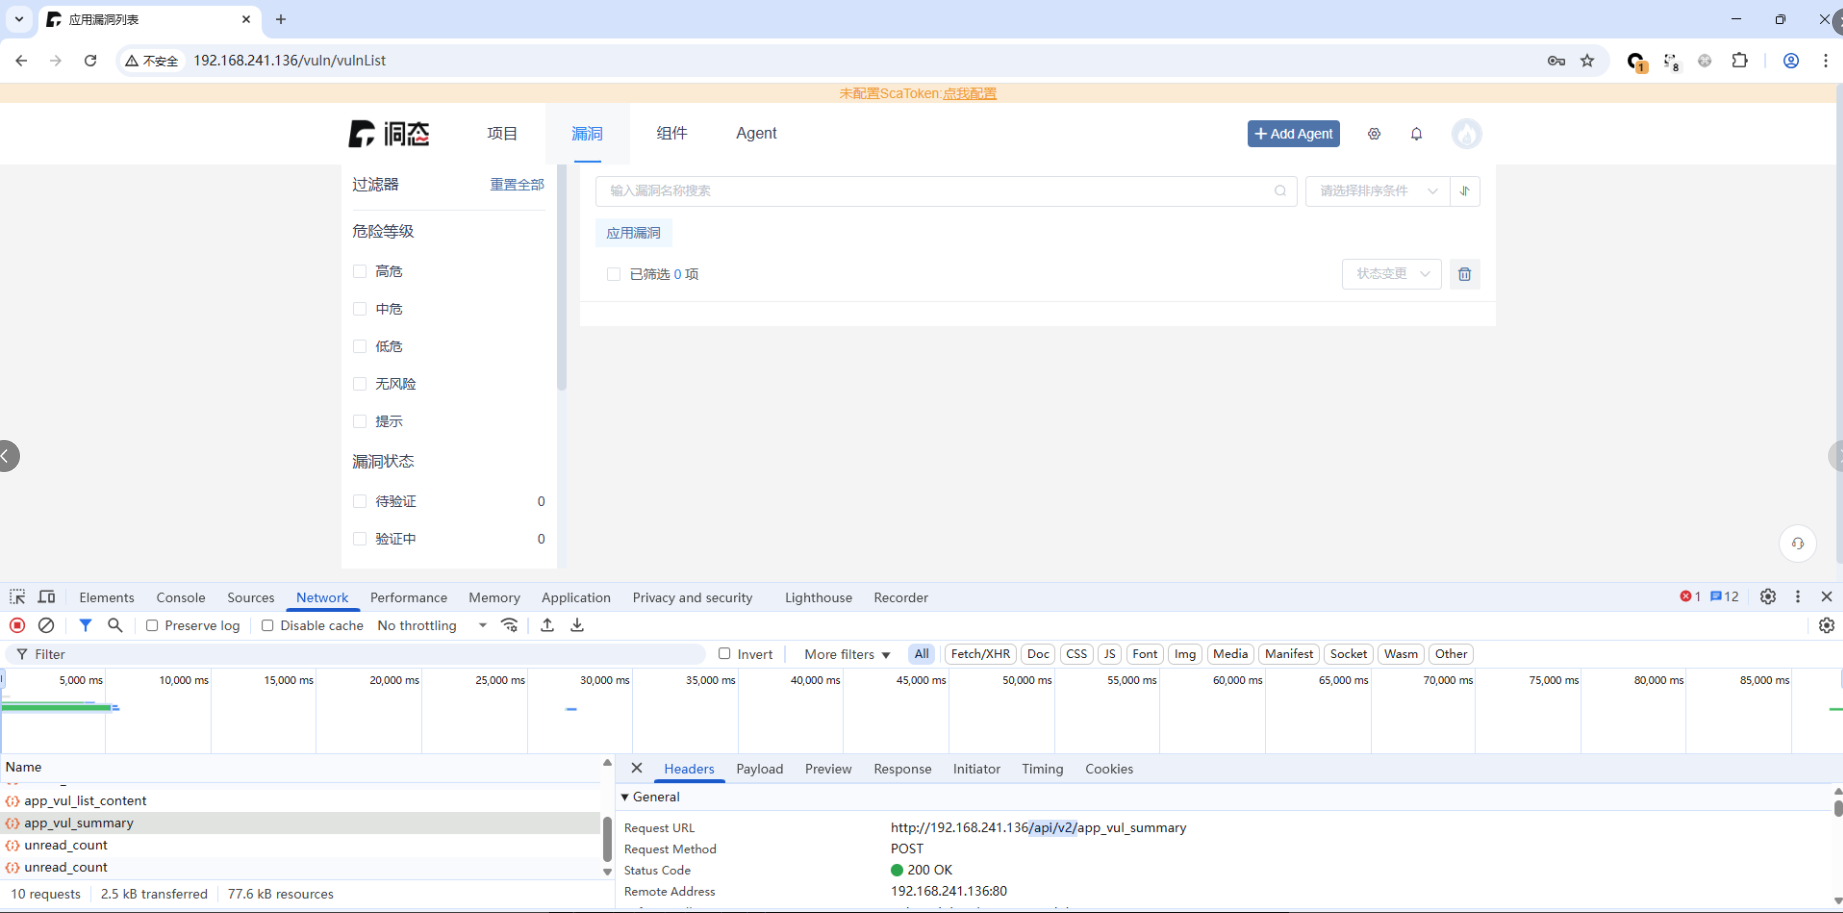 应用漏洞列表
不安全
192.168.241.136/vuln/vulnList
1
8
未配置ScaToken:点我配置
洞态
项目
漏洞
组件
Agent
+ Add Agent
过滤器
重置全部
输入漏洞名称搜索
请选择排序条件
应用漏洞
危险等级
已筛选 0 项
状态变更
高危
中危
低危
无风险
提示
漏洞状态
待验证 0
验证中 0
Elements Console Sources Network Performance Memory Application Privacy and security Lighthouse Recorder
1 12
Preserve log Disable cache No throttling
Filter Invert More filters All Fetch/XHR Doc CSS JS Font Img Media Manifest Socket Wasm Other
5,000 ms 10,000 ms 15,000 ms 20,000 ms 25,000 ms 30,000 ms 35,000 ms 40,000 ms 45,000 ms 50,000 ms 55,000 ms 60,000 ms 65,000 ms 70,000 ms 75,000 ms 80,000 ms 85,000 ms
Name
Headers Payload Preview Response Initiator Timing Cookies
app_vul_list_content
app_vul_summary
unread_count
unread_count
General
Request URL http://192.168.241.136/api/v2/app_vul_summary
Request Method POST
Status Code 200 OK
Remote Address 192.168.241.136:80
10 requests 2.5 kB transferred 77.6 kB resources